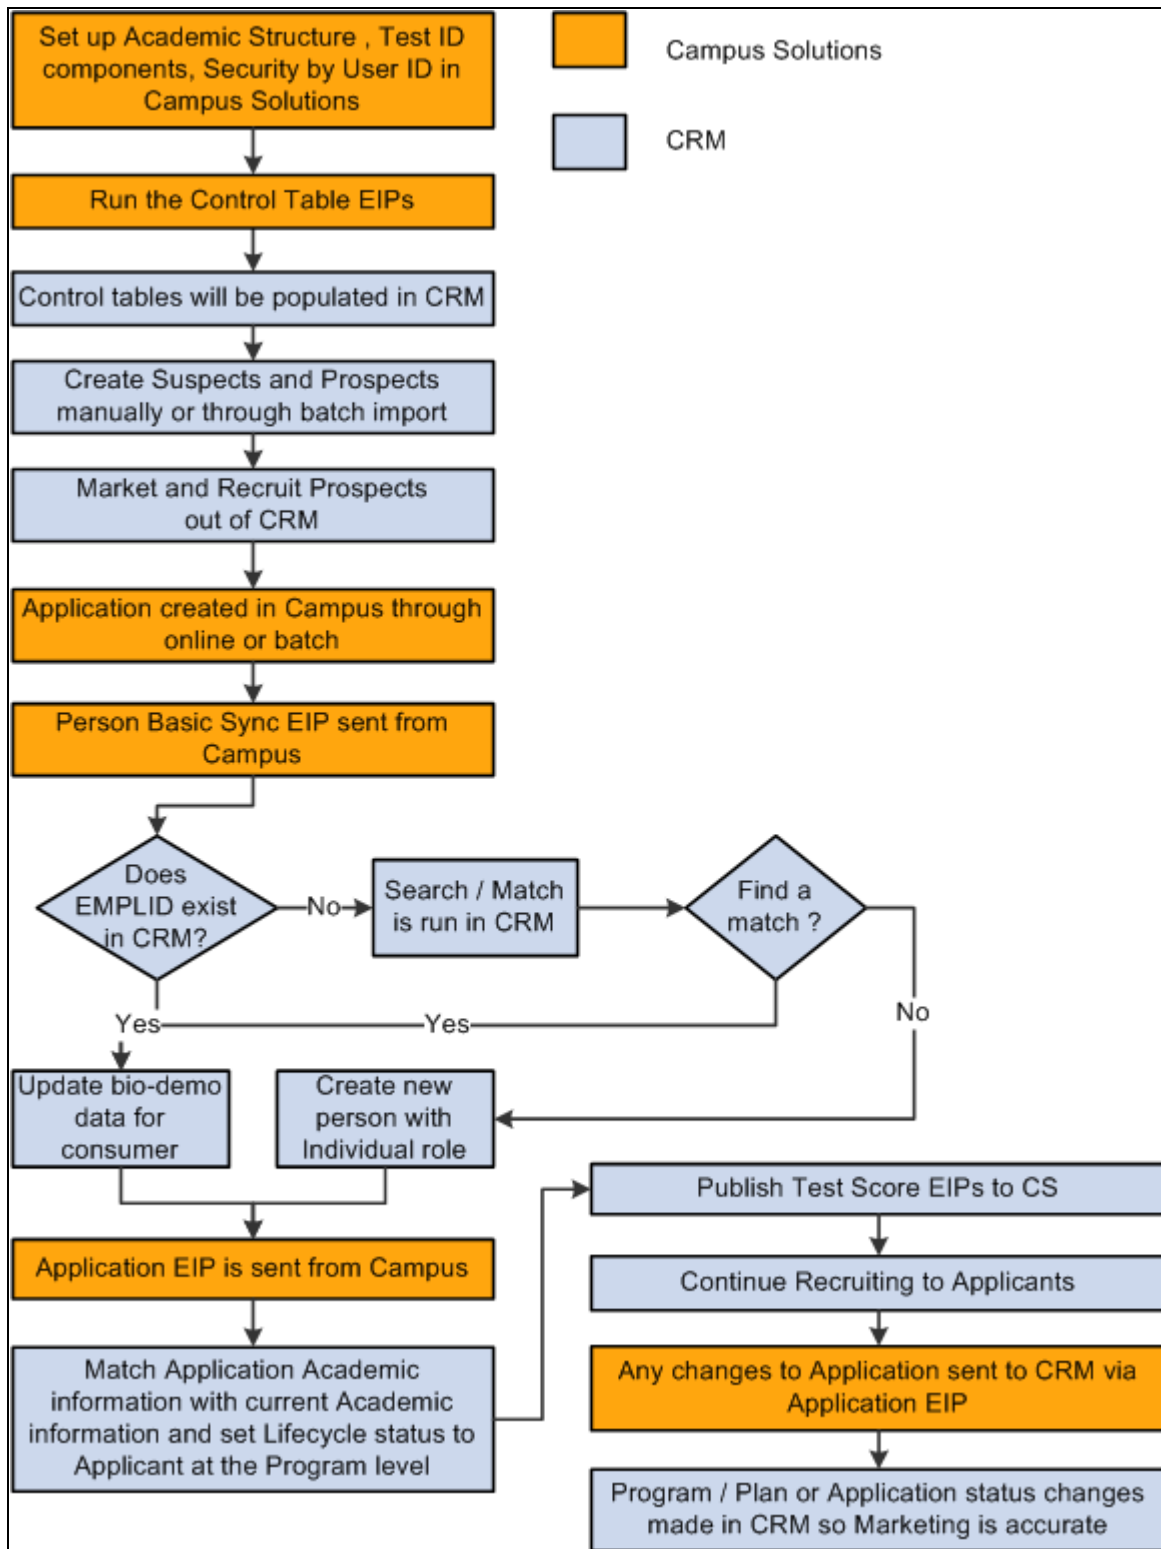 Set up Academic Structure , Test ID
components, Security by User ID in
Campus Solutions
Campus Solutions
CRM
Run the Control Table EIPs
Control tables will be populated in CRM
Create Suspects and Prospects
manually or through batch import
Market and Recruit Prospects
out of CRM
Application created in Campus through
online or batch
Person Basic Sync EIP sent from
Campus
Does
EMPLID exist
in CRM?
No
Search / Match
is run in CRM
Find a
match ?
Yes
Yes
No
Update bio-demo
data for
consumer
Create new
person with
Individual role
Application EIP is sent from Campus
Match Application Academic
information with current Academic
information and set Lifecycle status to
Applicant at the Program level
Publish Test Score EIPs to CS
Continue Recruiting to Applicants
Any changes to Application sent to CRM via
Application EIP
Program / Plan or Application status changes
made in CRM so Marketing is accurate